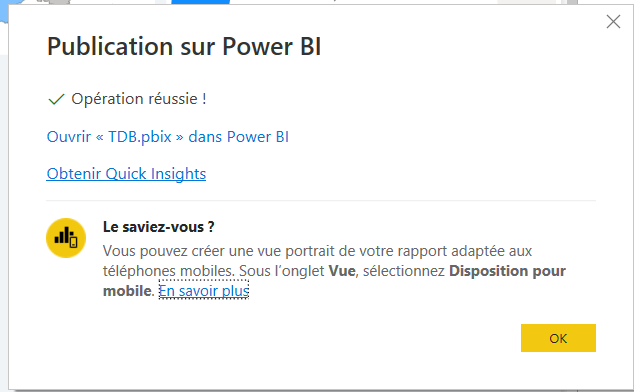 Publication sur Power BI
Opération réussie !
Ouvrir « TDB.pbix » dans Power BI
Obtenir Quick Insights
Le saviez-vous ?
Vous pouvez créer une vue portrait de votre rapport adaptée aux
téléphones mobiles. Sous l’onglet Vue, sélectionnez Disposition pour
mobile. En savoir plus
OK